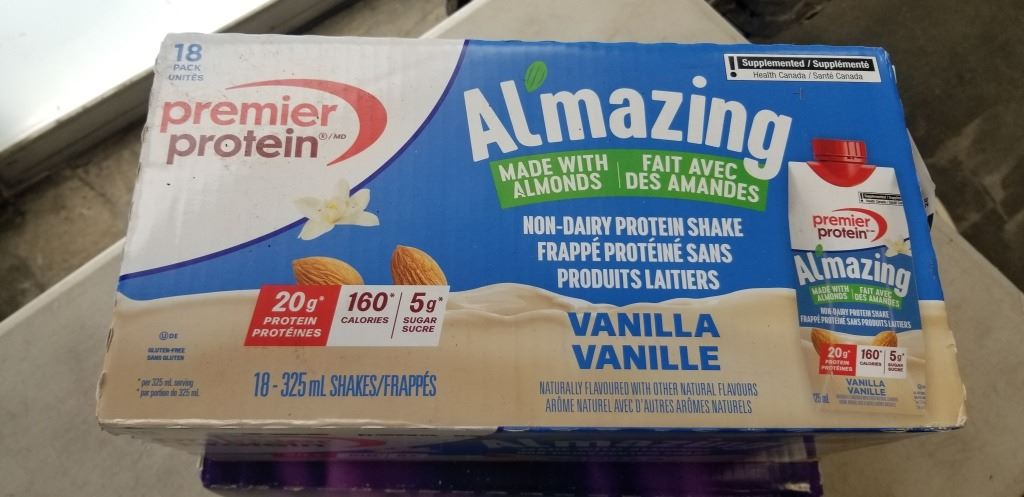 18
PACK
UNITÉS
premier
protein®/MD
Almazing
MADE WITH
ALMONDS
FAIT AVEC
DES AMANDES
Supplemented / Supplémenté
Health Canada / Santé Canada
NON-DAIRY PROTEIN SHAKE
FRAPPÉ PROTÉINÉ SANS
PRODUITS LAITIERS
20g*
PROTEIN
PROTÉINES
160*
CALORIES
5g*
SUGAR
SUCRE
VANILLA
VANILLE
UDE
GLUTEN-FREE
SANS GLUTEN
*per 325 mL serving
*par portion de 325 mL
18 - 325 mL SHAKES/FRAPPÉS
NATURALLY FLAVOURED WITH OTHER NATURAL FLAVOURS
ARÔME NATUREL AVEC D'AUTRES ARÔMES NATURELS
premier
protein
Almazing
MADE WITH
ALMONDS
FAIT AVEC
DES AMANDES
NON-DAIRY PROTEIN SHAKE
FRAPPÉ PROTÉINÉ SANS PRODUITS LAITIERS
20g*
PROTEIN
PROTÉINES
160*
CALORIES
5g*
SUGAR
SUCRE
VANILLA
VANILLE
Almazing